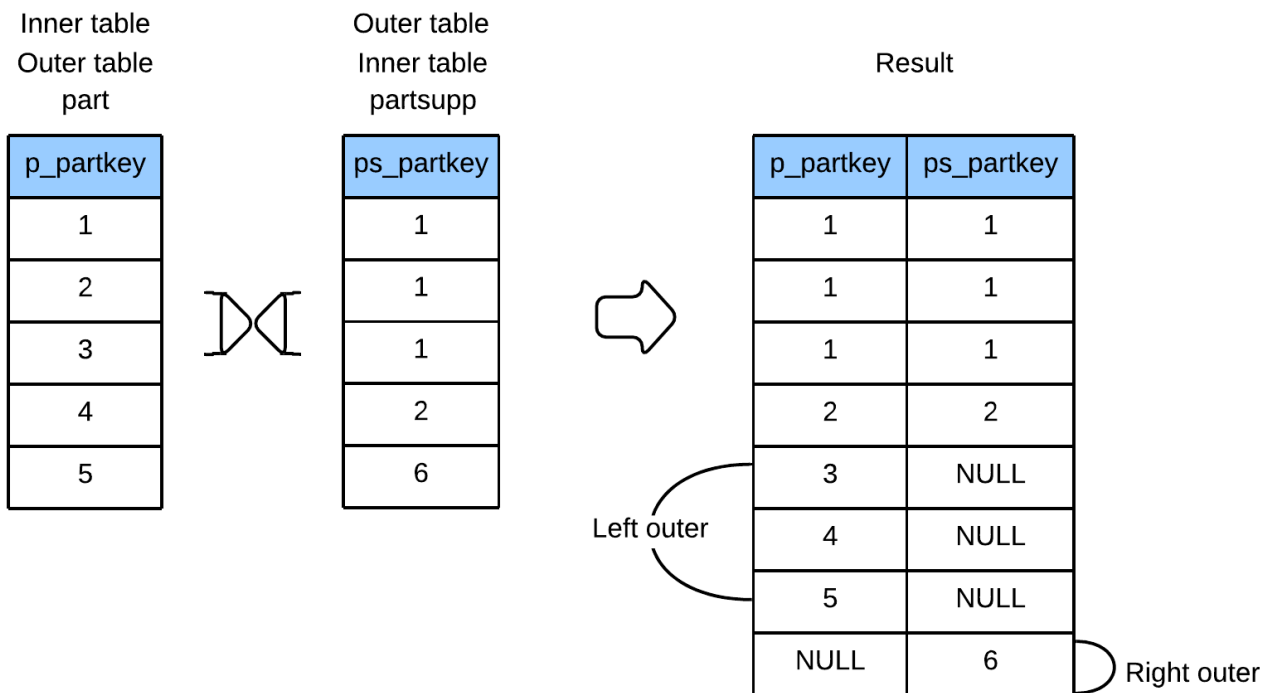 Inner table
Outer table
part
Outer table
Inner table
partsupp
Result
p_partkey
1
2
3
4
5
ps_partkey
1
1
1
2
6
p_partkey ps_partkey
1 1
1 1
1 1
2 2
3 NULL
4 NULL
5 NULL
NULL 6
Left outer
Right outer